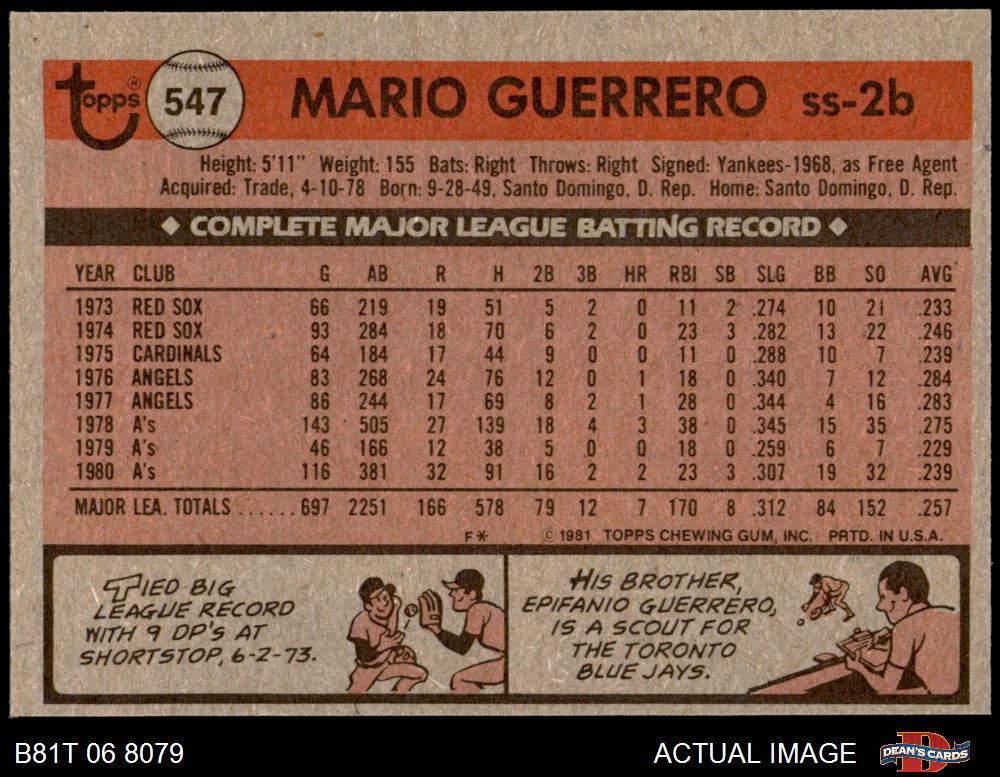 Topps® 547 MARIO GUERRERO ss-2b
Height: 5'11" Weight: 155 Bats: Right Throws: Right Signed: Yankees-1968, as Free Agent
Acquired: Trade, 4-10-78 Born: 9-28-49, Santo Domingo, D. Rep. Home: Santo Domingo, D. Rep.
◆ COMPLETE MAJOR LEAGUE BATTING RECORD ◆
YEAR CLUB G AB R H 2B 3B HR RBI SB SLG BB SO AVG
1973 RED SOX 66 219 19 51 5 2 0 11 2 .274 10 21 .233
1974 RED SOX 93 284 18 70 6 2 0 23 3 .282 13 22 .246
1975 CARDINALS 64 184 17 44 9 0 0 11 0 .288 10 7 .239
1976 ANGELS 83 268 24 76 12 0 1 18 0 .340 7 12 .284
1977 ANGELS 86 244 17 69 8 2 1 28 0 .344 4 16 .283
1978 A's 143 505 27 139 18 4 3 38 0 .345 15 35 .275
1979 A's 46 166 12 38 5 0 0 18 0 .259 6 7 .229
1980 A's 116 381 32 91 16 2 2 23 3 .307 19 32 .239
MAJOR LEA. TOTALS ...... 697 2251 166 578 79 12 7 170 8 .312 84 152 .257
F* © 1981 TOPPS CHEWING GUM, INC. PRTD. IN U.S.A.
TIED BIG
LEAGUE RECORD
WITH 9 DP'S AT
SHORTSTOP, 6-2-73.
HIS BROTHER,
EPIFANIO GUERRERO,
IS A SCOUT FOR
THE TORONTO
BLUE JAYS.
B81T 06 8079 ACTUAL IMAGE DEAN'S CARDS